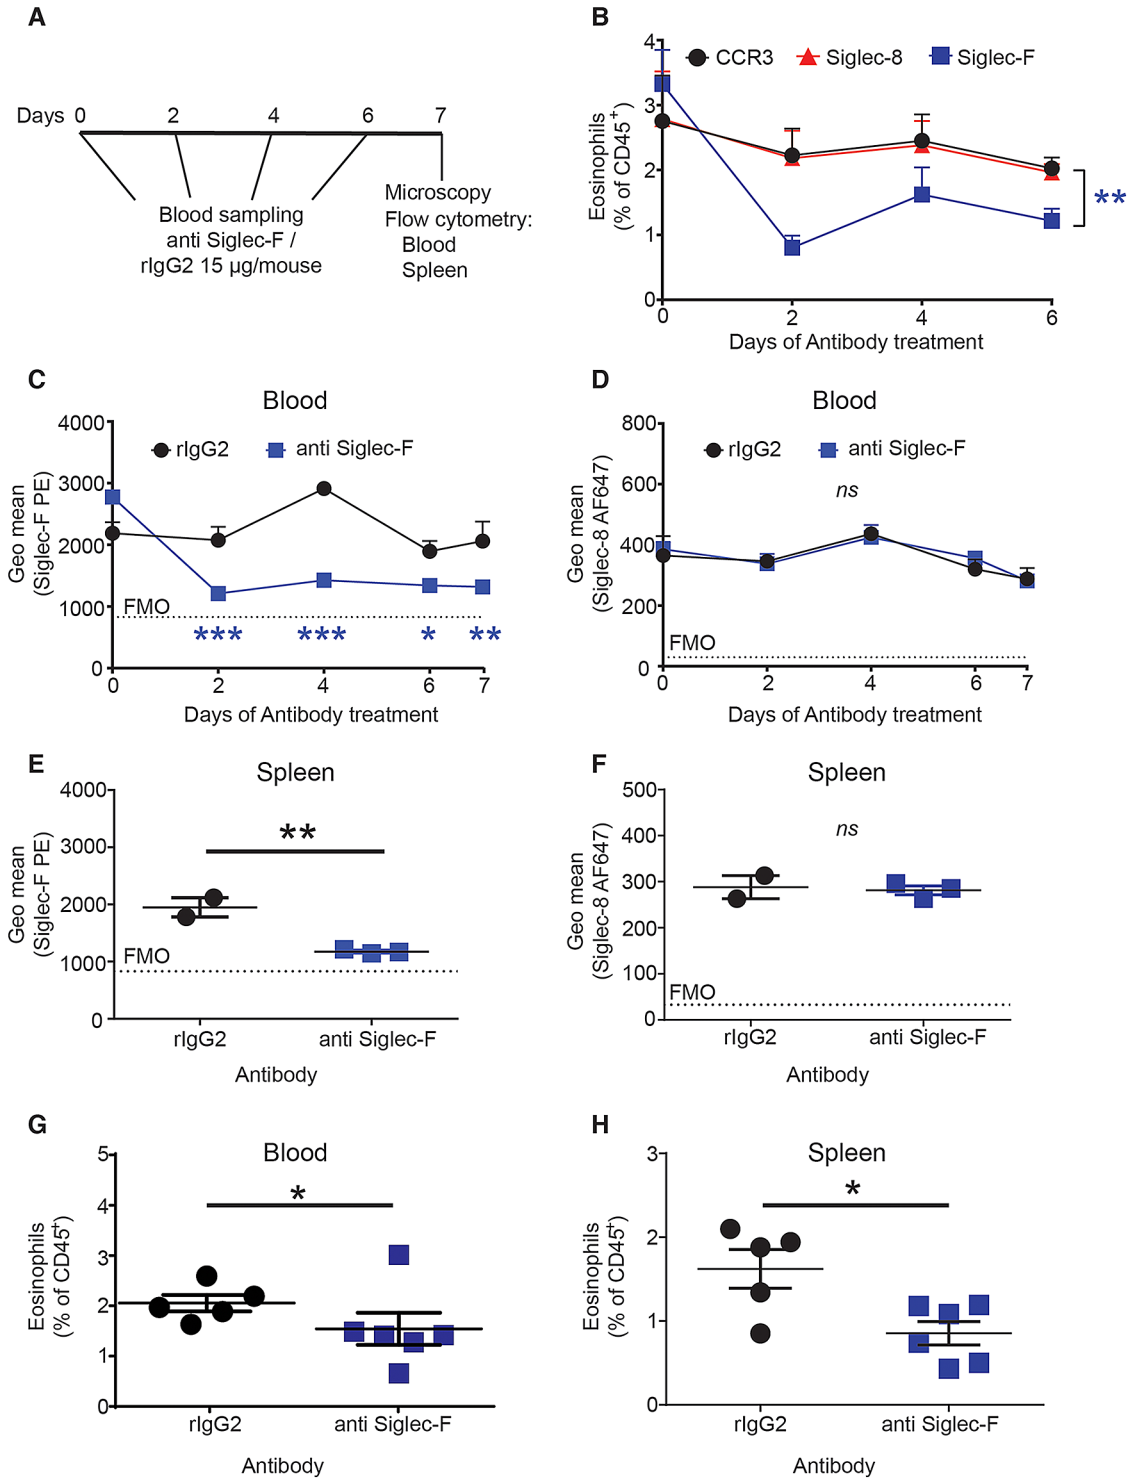 A
Days 0 2 4 6 7
Blood sampling
anti Siglec-F /
rIgG2 15 µg/mouse
Microscopy
Flow cytometry:
Blood
Spleen
B
CCR3 Siglec-8 Siglec-F
Eosinophils
(% of CD45+)
4
3
2
1
0
**
0 2 4 6
Days of Antibody treatment
C
Blood
rIgG2 anti Siglec-F
Geo mean
(Siglec-F PE)
4000
3000
2000
1000
0
FMO
*** *** * **
0 2 4 6 7
Days of Antibody treatment
D
Blood
rIgG2 anti Siglec-F
Geo mean
(Siglec-8 AF647)
800
600
400
200
0
ns
FMO
0 2 4 6 7
Days of Antibody treatment
E
Spleen
Geo mean
(Siglec-F PE)
4000
3000
2000
1000
0
**
FMO
rIgG2 anti Siglec-F
Antibody
F
Spleen
Geo mean
(Siglec-8 AF647)
500
400
300
200
100
0
ns
FMO
rIgG2 anti Siglec-F
Antibody
G
Blood
Eosinophils
(% of CD45+)
5
4
3
2
1
0
*
rIgG2 anti Siglec-F
Antibody
H
Spleen
Eosinophils
(% of CD45+)
3
2
1
0
*
rIgG2 anti Siglec-F
Antibody